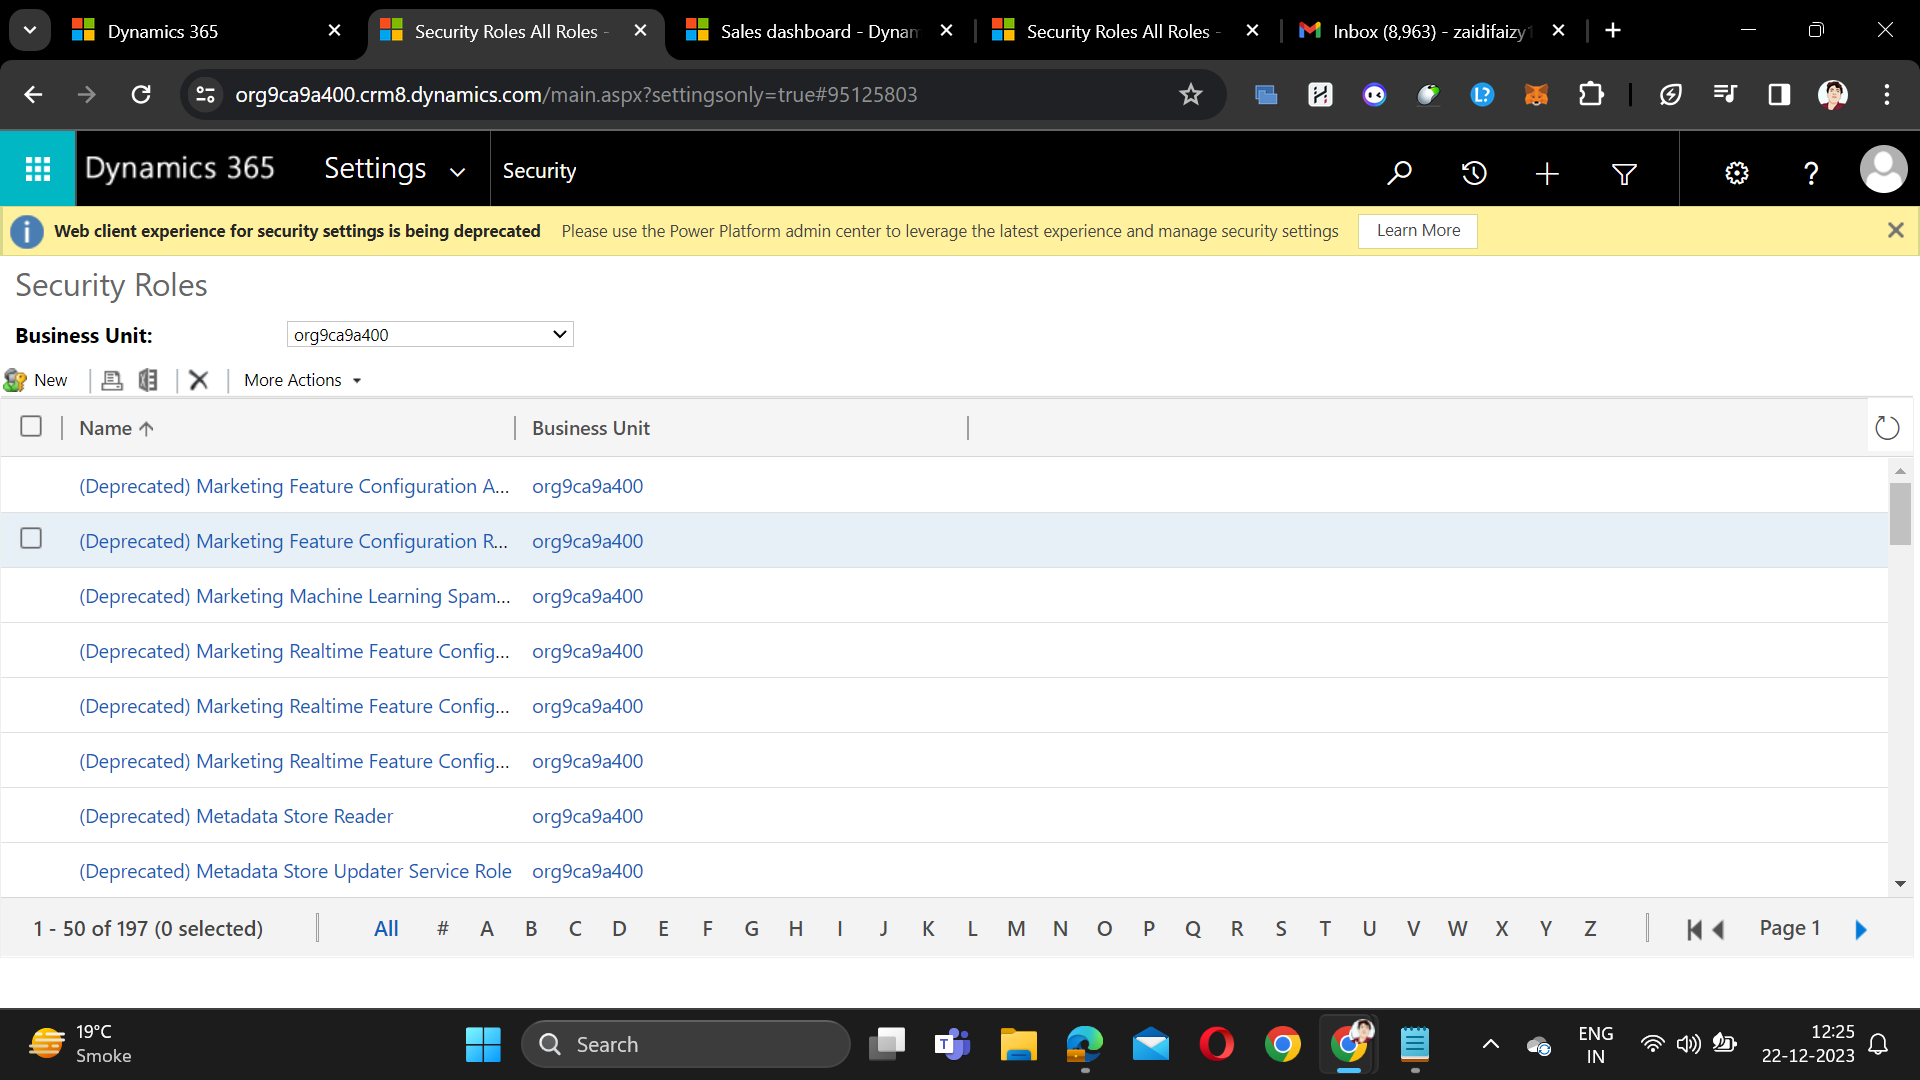 Dynamics 365
Security Roles All Roles -
Sales dashboard - Dynam
Security Roles All Roles -
Inbox (8,963) - zaidifaizy1
org9ca9a400.crm8.dynamics.com/main.aspx?settingsonly=true#95125803
Dynamics 365 Settings Security
Web client experience for security settings is being deprecated Please use the Power Platform admin center to leverage the latest experience and manage security settings Learn More
Security Roles
Business Unit: org9ca9a400
New More Actions
Name Business Unit
(Deprecated) Marketing Feature Configuration A... org9ca9a400
(Deprecated) Marketing Feature Configuration R... org9ca9a400
(Deprecated) Marketing Machine Learning Spam... org9ca9a400
(Deprecated) Marketing Realtime Feature Config... org9ca9a400
(Deprecated) Marketing Realtime Feature Config... org9ca9a400
(Deprecated) Marketing Realtime Feature Config... org9ca9a400
(Deprecated) Metadata Store Reader org9ca9a400
(Deprecated) Metadata Store Updater Service Role org9ca9a400
1 - 50 of 197 (0 selected) All # A B C D E F G H I J K L M N O P Q R S T U V W X Y Z Page 1
19°C
Smoke
Search
ENG
IN
12:25
22-12-2023